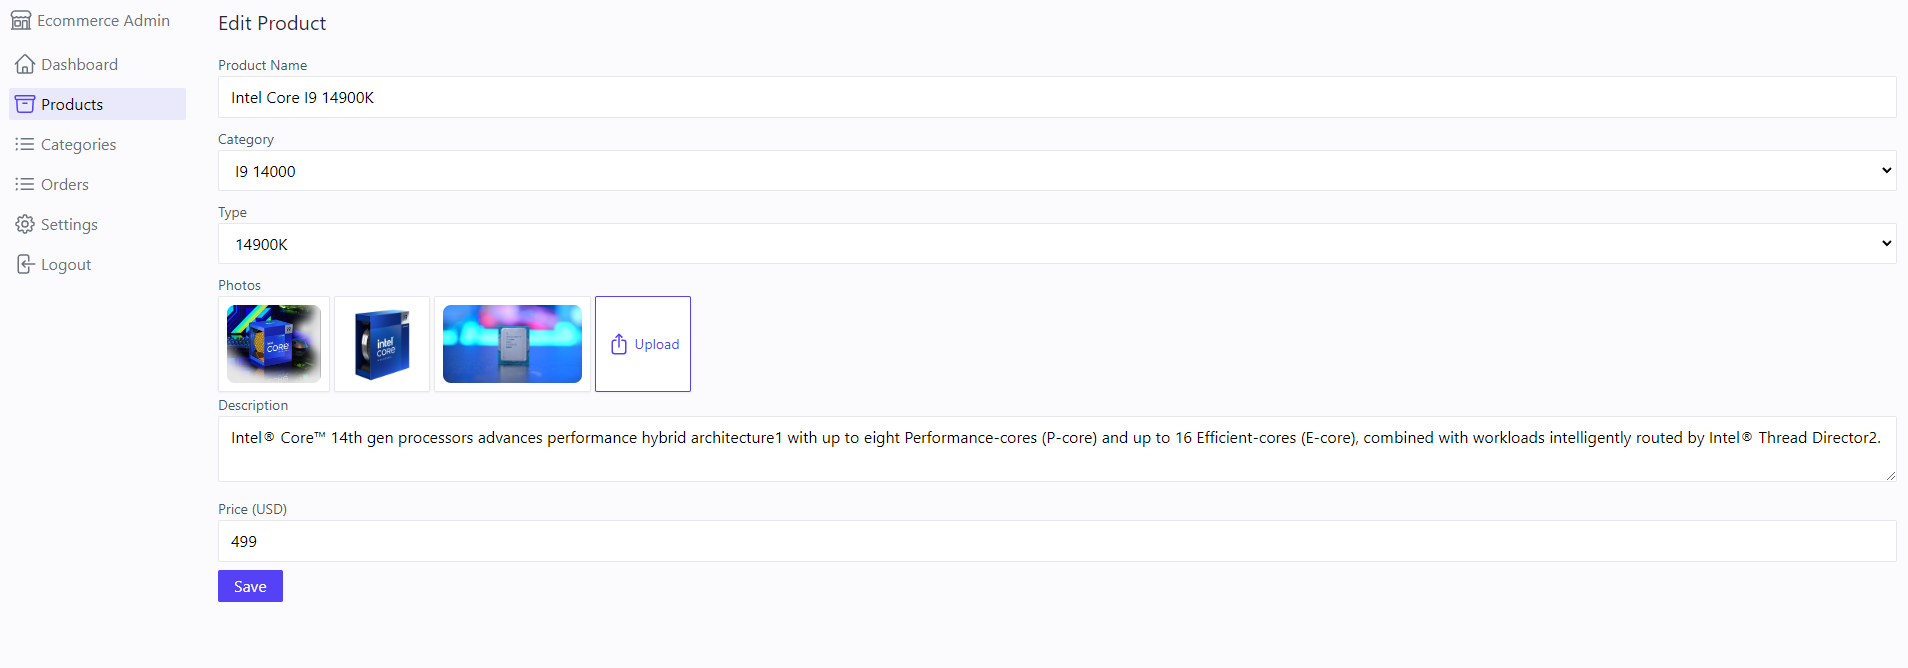 Ecommerce Admin
Dashboard
Products
Categories
Orders
Settings
Logout
Edit Product
Product Name
Intel Core I9 14900K
Category
I9 14000
Type
14900K
Photos
CORE
intel
CORE
Upload
Description
Intel® Core™ 14th gen processors advances performance hybrid architecture1 with up to eight Performance-cores (P-core) and up to 16 Efficient-cores (E-core), combined with workloads intelligently routed by Intel® Thread Director2.
Price (USD)
499
Save